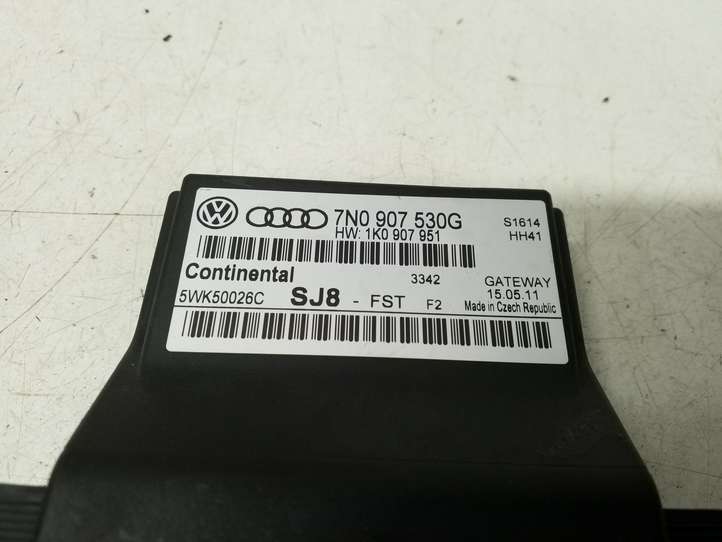 7N0 907 530G S1614
HW: 1K0 907 951 HH41
Continental 3342 GATEWAY
5WK50026C SJ8 - FST F2 15.05.11
Made in Czech Republic